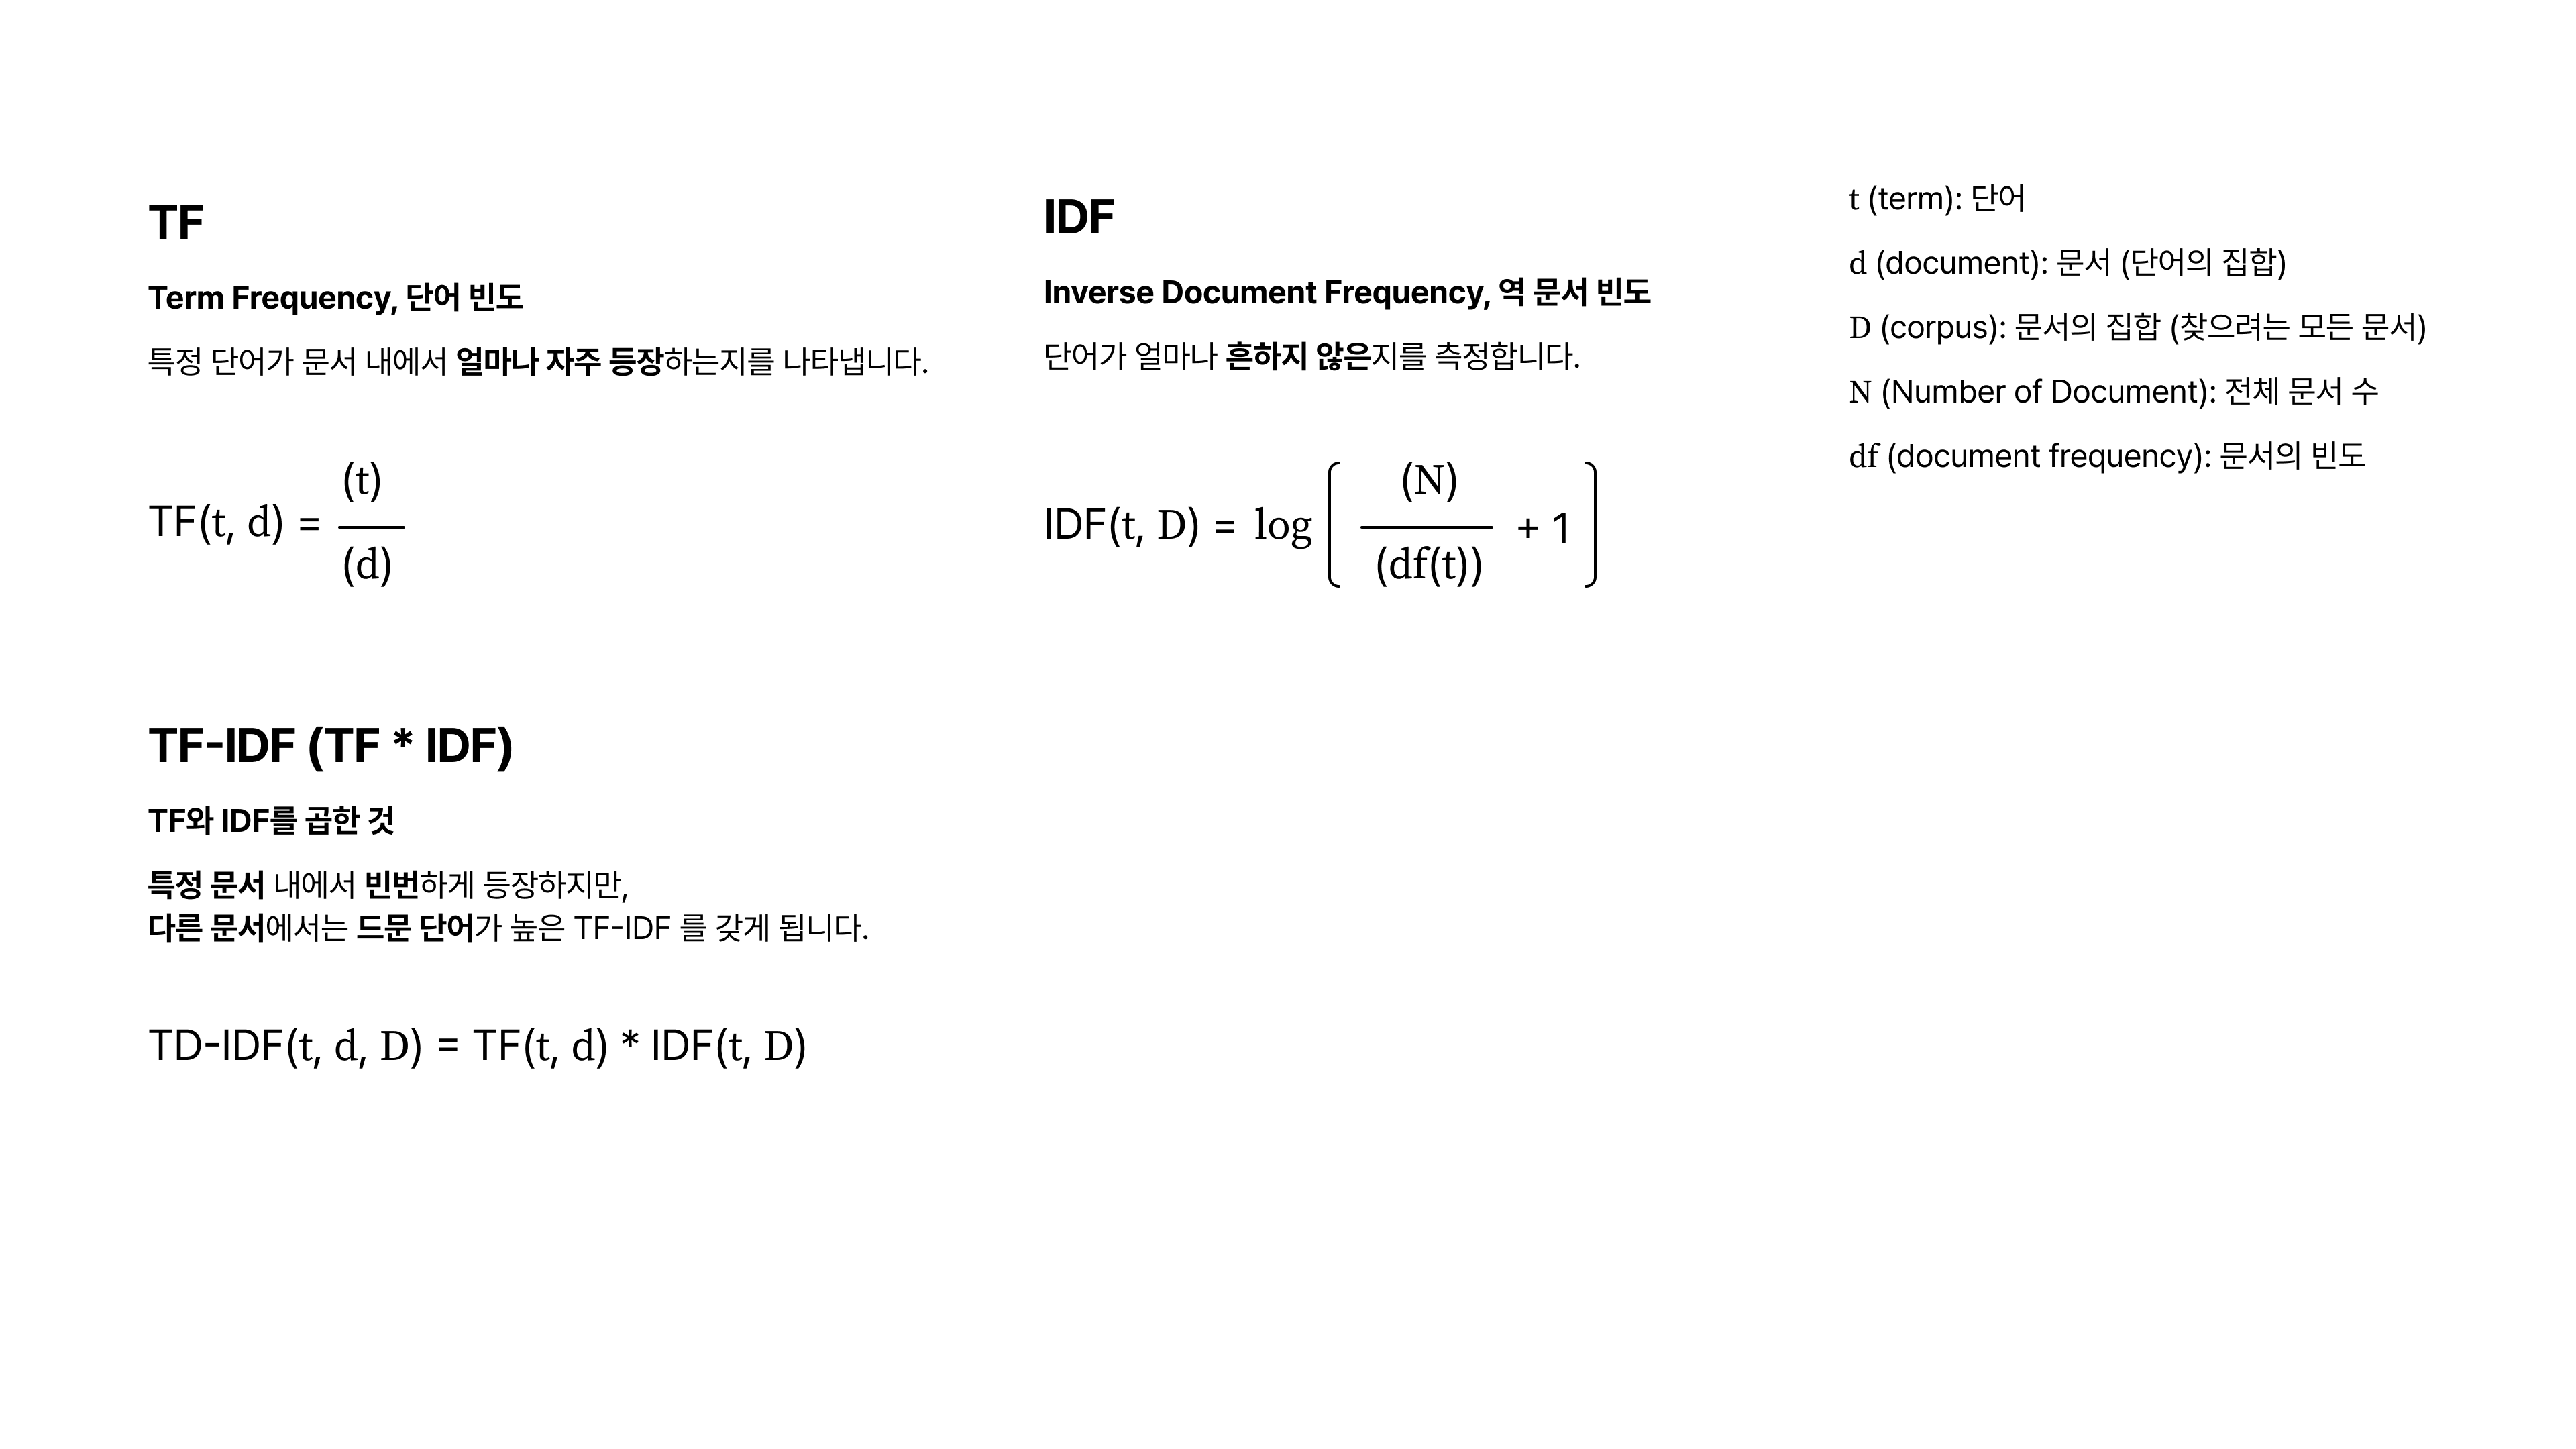 TF
Term Frequency, 단어 빈도
특정 단어가 문서 내에서 얼마나 자주 등장하는지를 나타냅니다.
TF(t, d) = (t)
(d)
IDF
Inverse Document Frequency, 역 문서 빈도
단어가 얼마나 흔하지 않은지를 측정합니다.
IDF(t, D) = log [ (N) + 1 ]
(df(t))
t (term): 단어
d (document): 문서 (단어의 집합)
D (corpus): 문서의 집합 (찾으려는 모든 문서)
N (Number of Document): 전체 문서 수
df (document frequency): 문서의 빈도
TF-IDF (TF * IDF)
TF와 IDF를 곱한 것
특정 문서 내에서 빈번하게 등장하지만,
다른 문서에서는 드문 단어가 높은 TF-IDF 를 갖게 됩니다.
TD-IDF(t, d, D) = TF(t, d) * IDF(t, D)